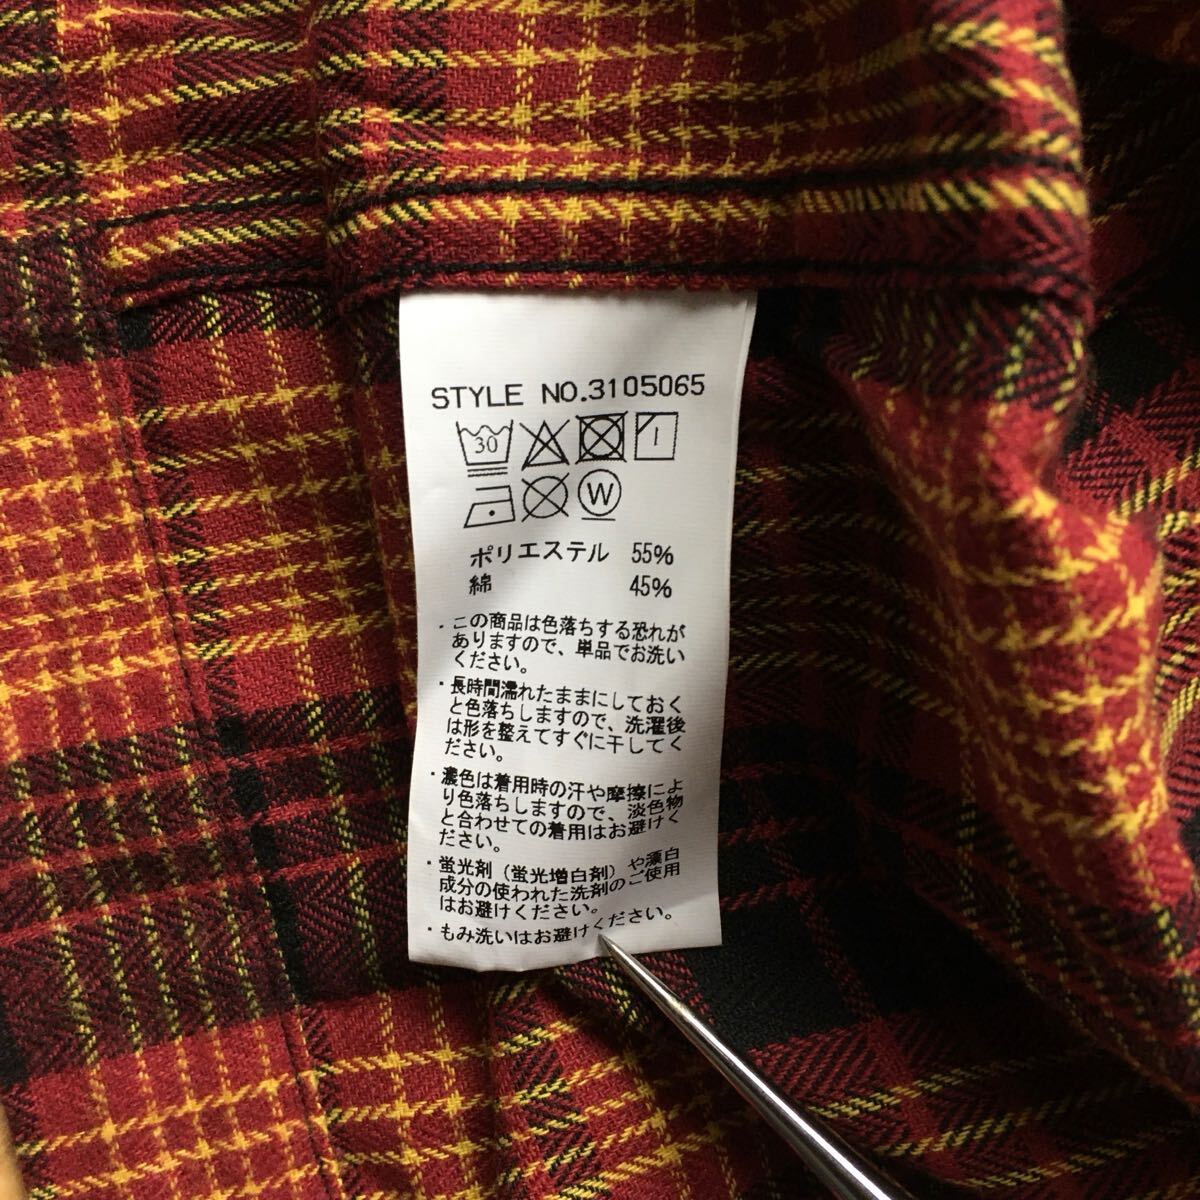 STYLE NO.3105065
30
W
ポリエステル 55%
綿 45%
・この商品は色落ちする恐れが
ありますので、単品でお洗い
ください。
・長時間濡れたままにしておく
と色落ちしますので、洗濯後
は形を整えてすぐに干してく
ださい。
・濃色は着用時の汗や摩擦によ
り色落ちしますので、淡色物
と合わせての着用はお避けく
ださい。
・蛍光剤（蛍光増白剤）や漂白
成分の使われた洗剤のご使用
はお避けください。
・もみ洗いはお避けください。